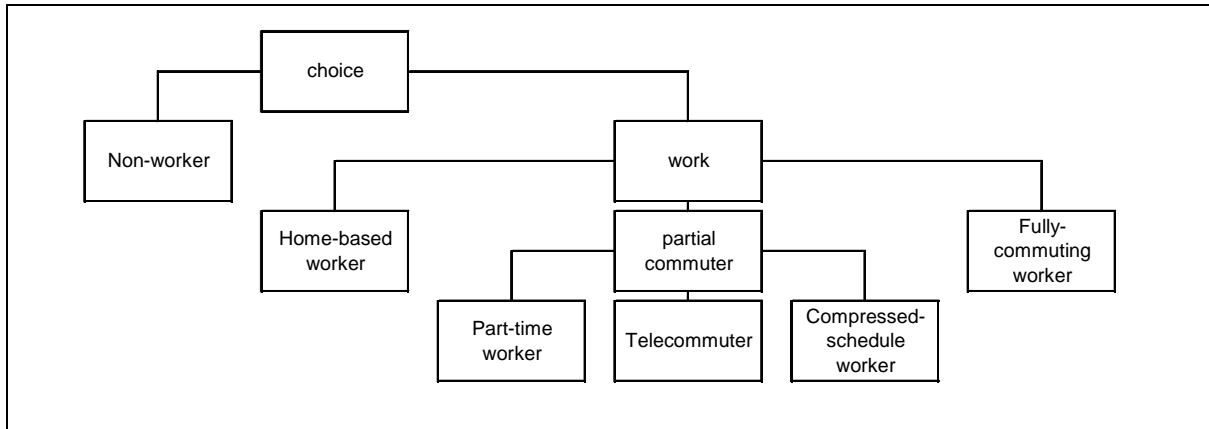 choice
Non-worker
work
Home-based
worker
partial
commuter
Fully-
commuting
worker
Part-time
worker
Telecommuter
Compressed-
schedule
worker